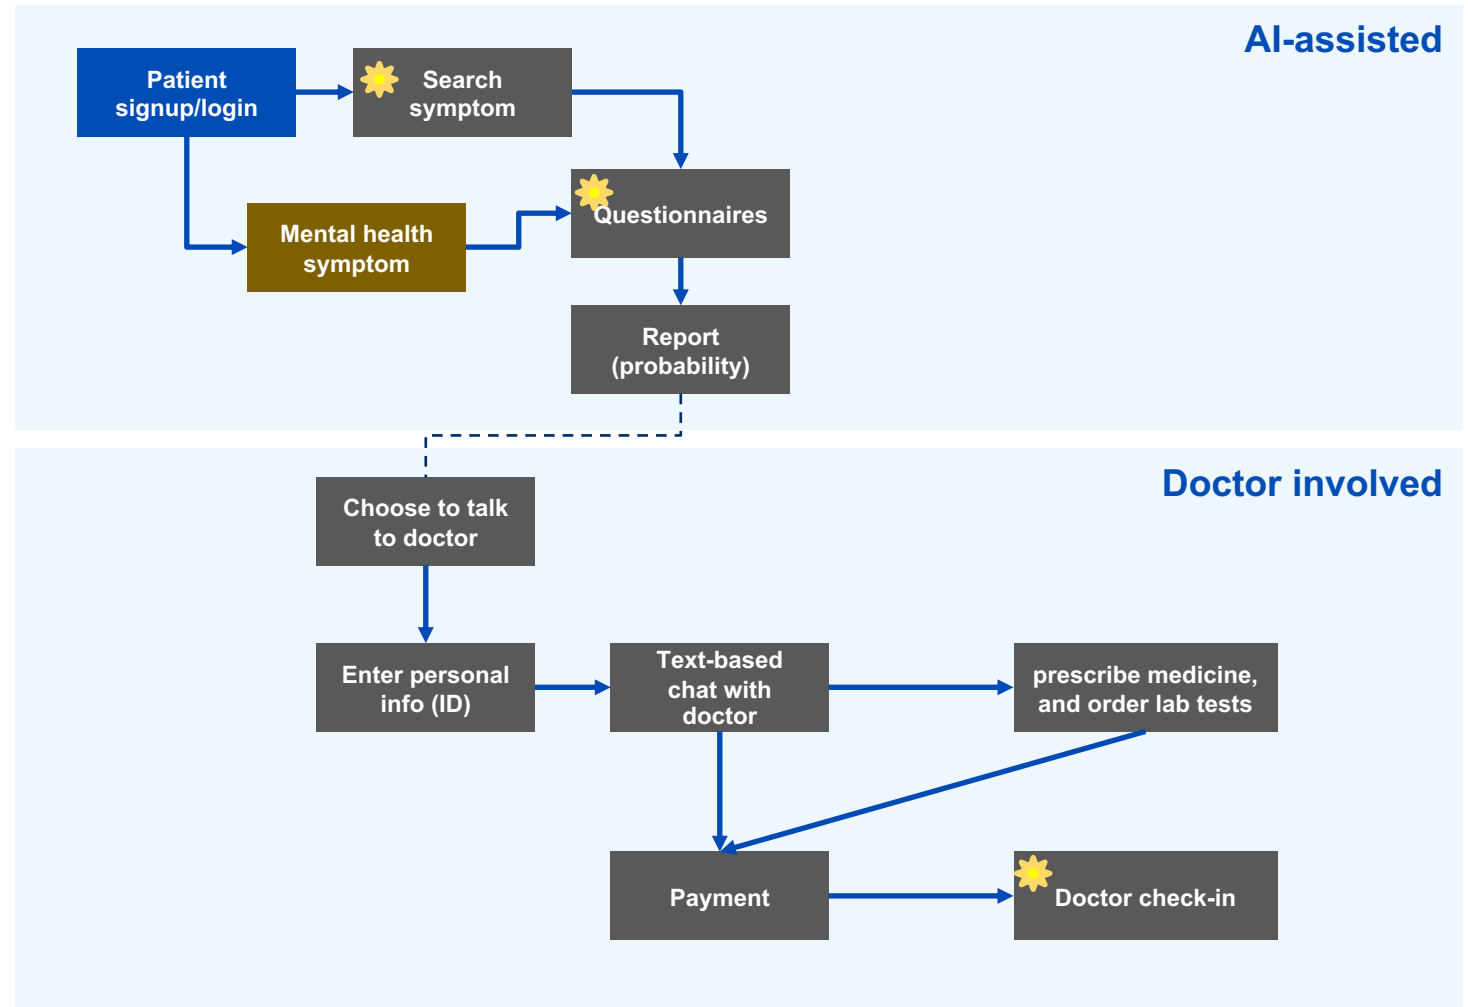 AI-assisted
Patient
signup/login
Search
symptom
Questionnaires
Mental health
symptom
Report
(probability)
Doctor involved
Choose to talk
to doctor
Enter personal
info (ID)
Text-based
chat with
doctor
prescribe medicine,
and order lab tests
Payment
Doctor check-in